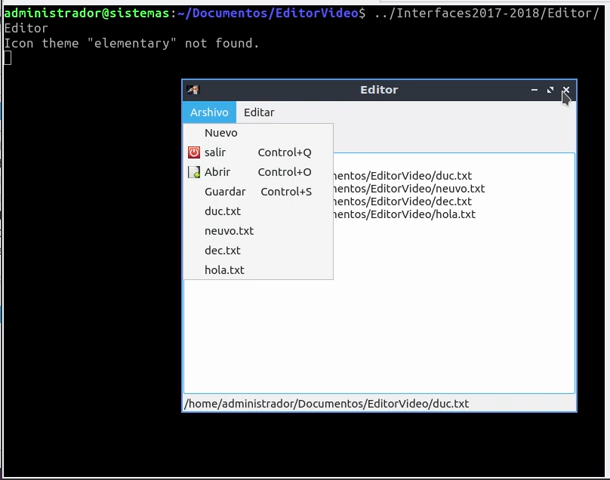 administrador@sistemas:~/Documentos/EditorVideo$ ../Interfaces2017-2018/Editor/
Editor
Icon theme "elementary" not found.
Editor
Arshivo Editar
Nuevo
salir Control+Q
Abrir Control+O
Guardar Control+S
duc.txt
neuvo.txt
dec.txt
hola.txt
mentos/EditorVideo/duc.txt
mentos/EditorVideo/neuvo.txt
mentos/EditorVideo/dec.txt
mentos/EditorVideo/hola.txt
/home/administrador/Documentos/EditorVideo/duc.txt